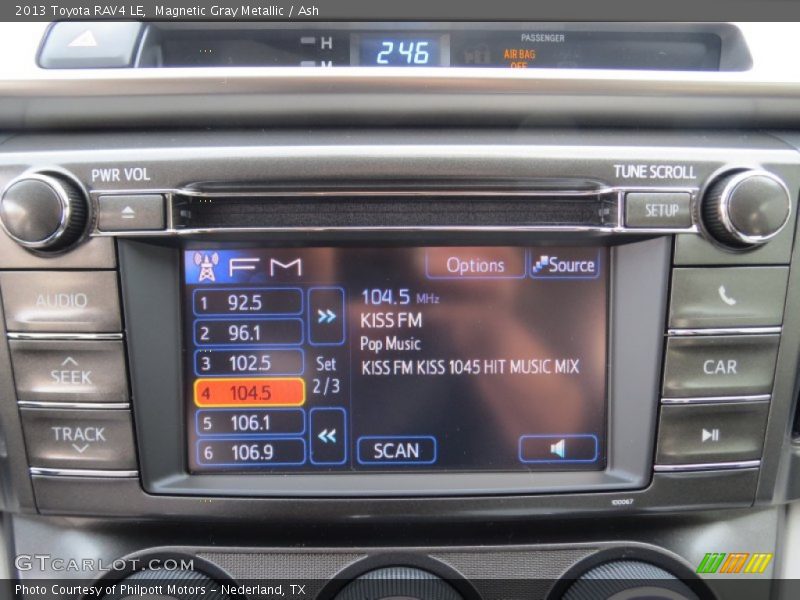 2013 Toyota RAV4 LE, Magnetic Gray Metallic / Ash
H
M
2:46
PASSENGER
AIR BAG
OFF
PWR VOL
TUNE SCROLL
SETUP
FM
Options
Source
1 92.5
2 96.1
3 102.5
4 104.5
5 106.1
6 106.9
Set
2/3
104.5 MHz
KISS FM
Pop Music
KISS FM KISS 1045 HIT MUSIC MIX
SCAN
AUDIO
SEEK
TRACK
CAR
100067
GTCARLOT.COM
Photo Courtesy of Philpott Motors - Nederland, TX